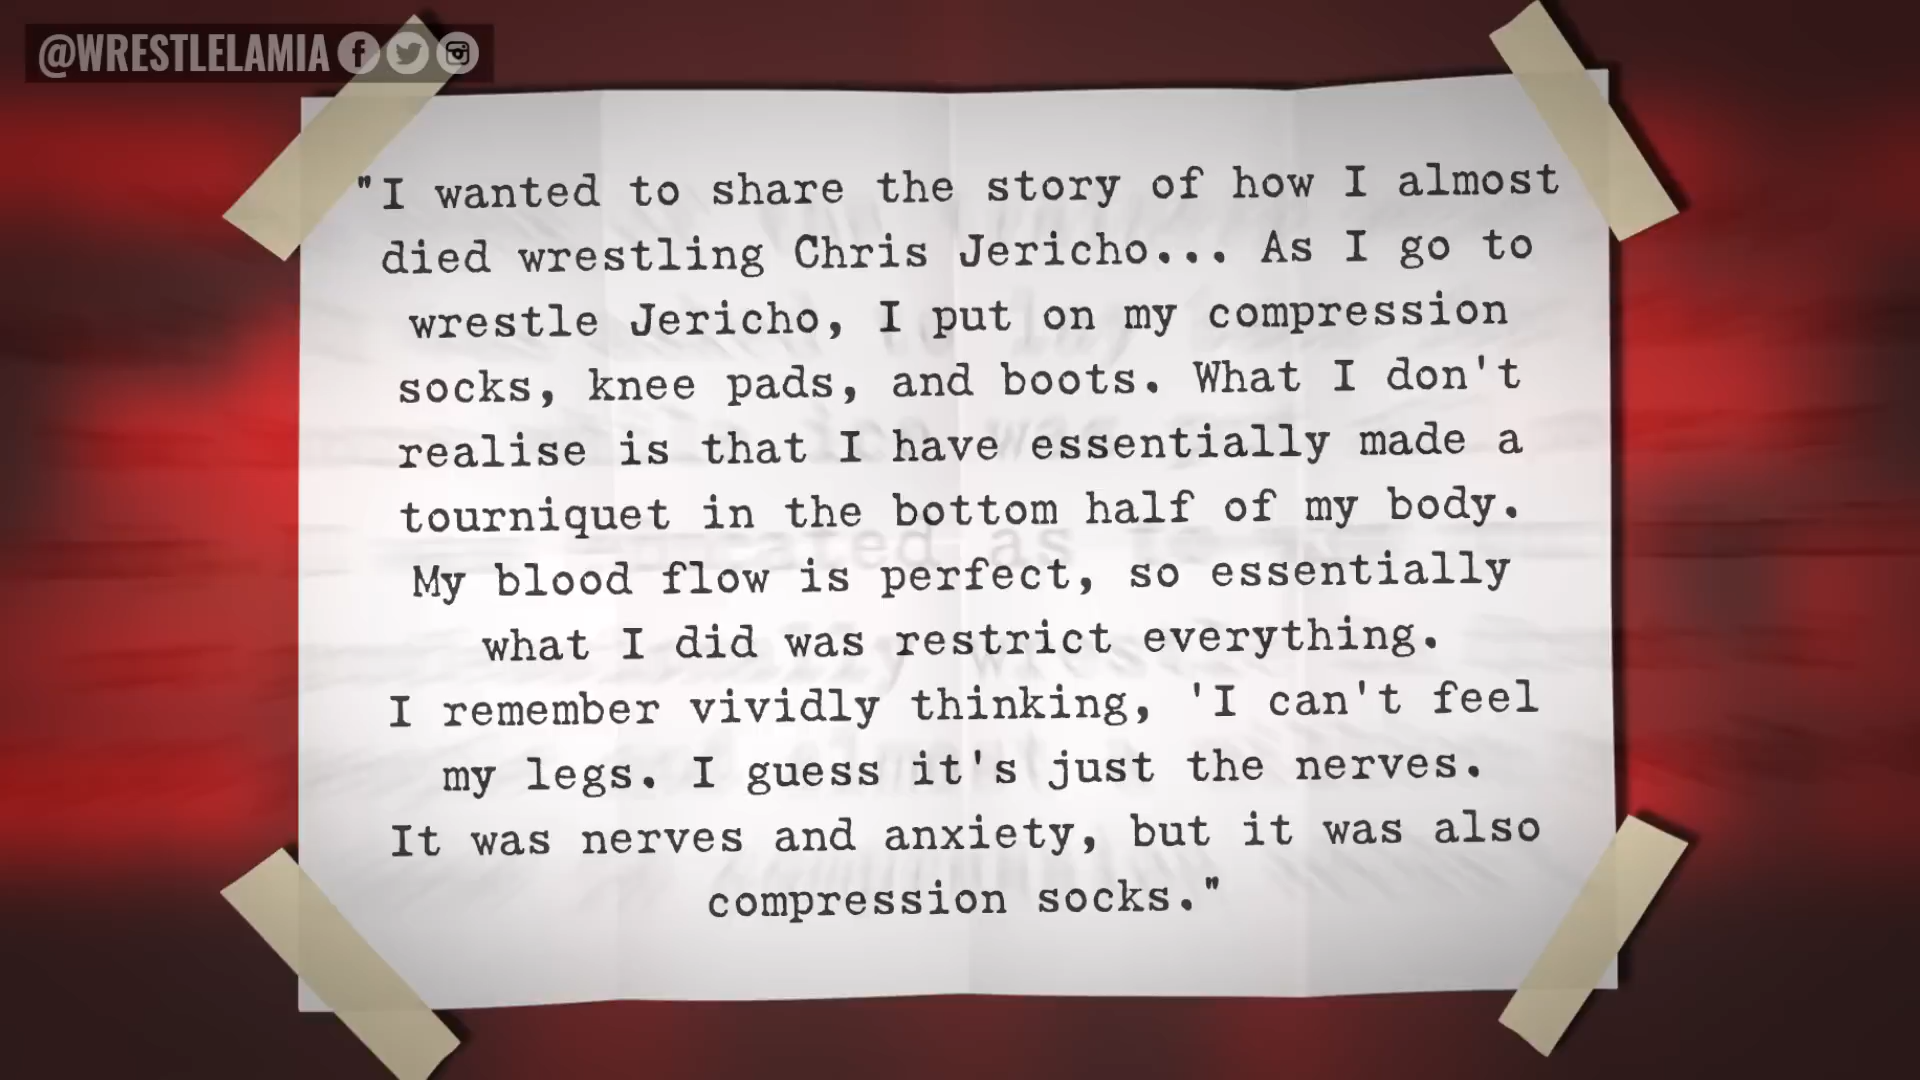 @WRESTLELAMIA
"I wanted to share the story of how I almost
died wrestling Chris Jericho... As I go to
wrestle Jericho, I put on my compression
socks, knee pads, and boots. What I don't
realise is that I have essentially made a
tourniquet in the bottom half of my body.
My blood flow is perfect, so essentially
what I did was restrict everything.
I remember vividly thinking, 'I can't feel
my legs. I guess it's just the nerves.
It was nerves and anxiety, but it was also
compression socks."